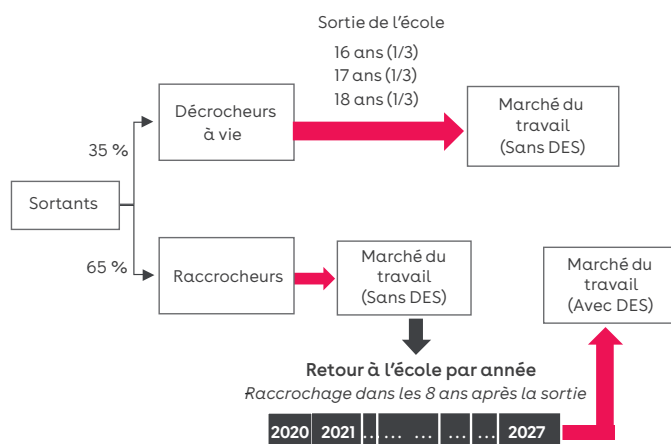 Sortie de l’école
16 ans (1/3)
17 ans (1/3)
18 ans (1/3)
Décrocheurs
à vie
Marché du
travail
(Sans DES)
35 %
Sortants
65 %
Raccrocheurs
Marché du
travail
(Sans DES)
Marché du
travail
(Avec DES)
Retour à l’école par année
Raccrochage dans les 8 ans après la sortie
2020 2021 ... ... ... ... ... 2027